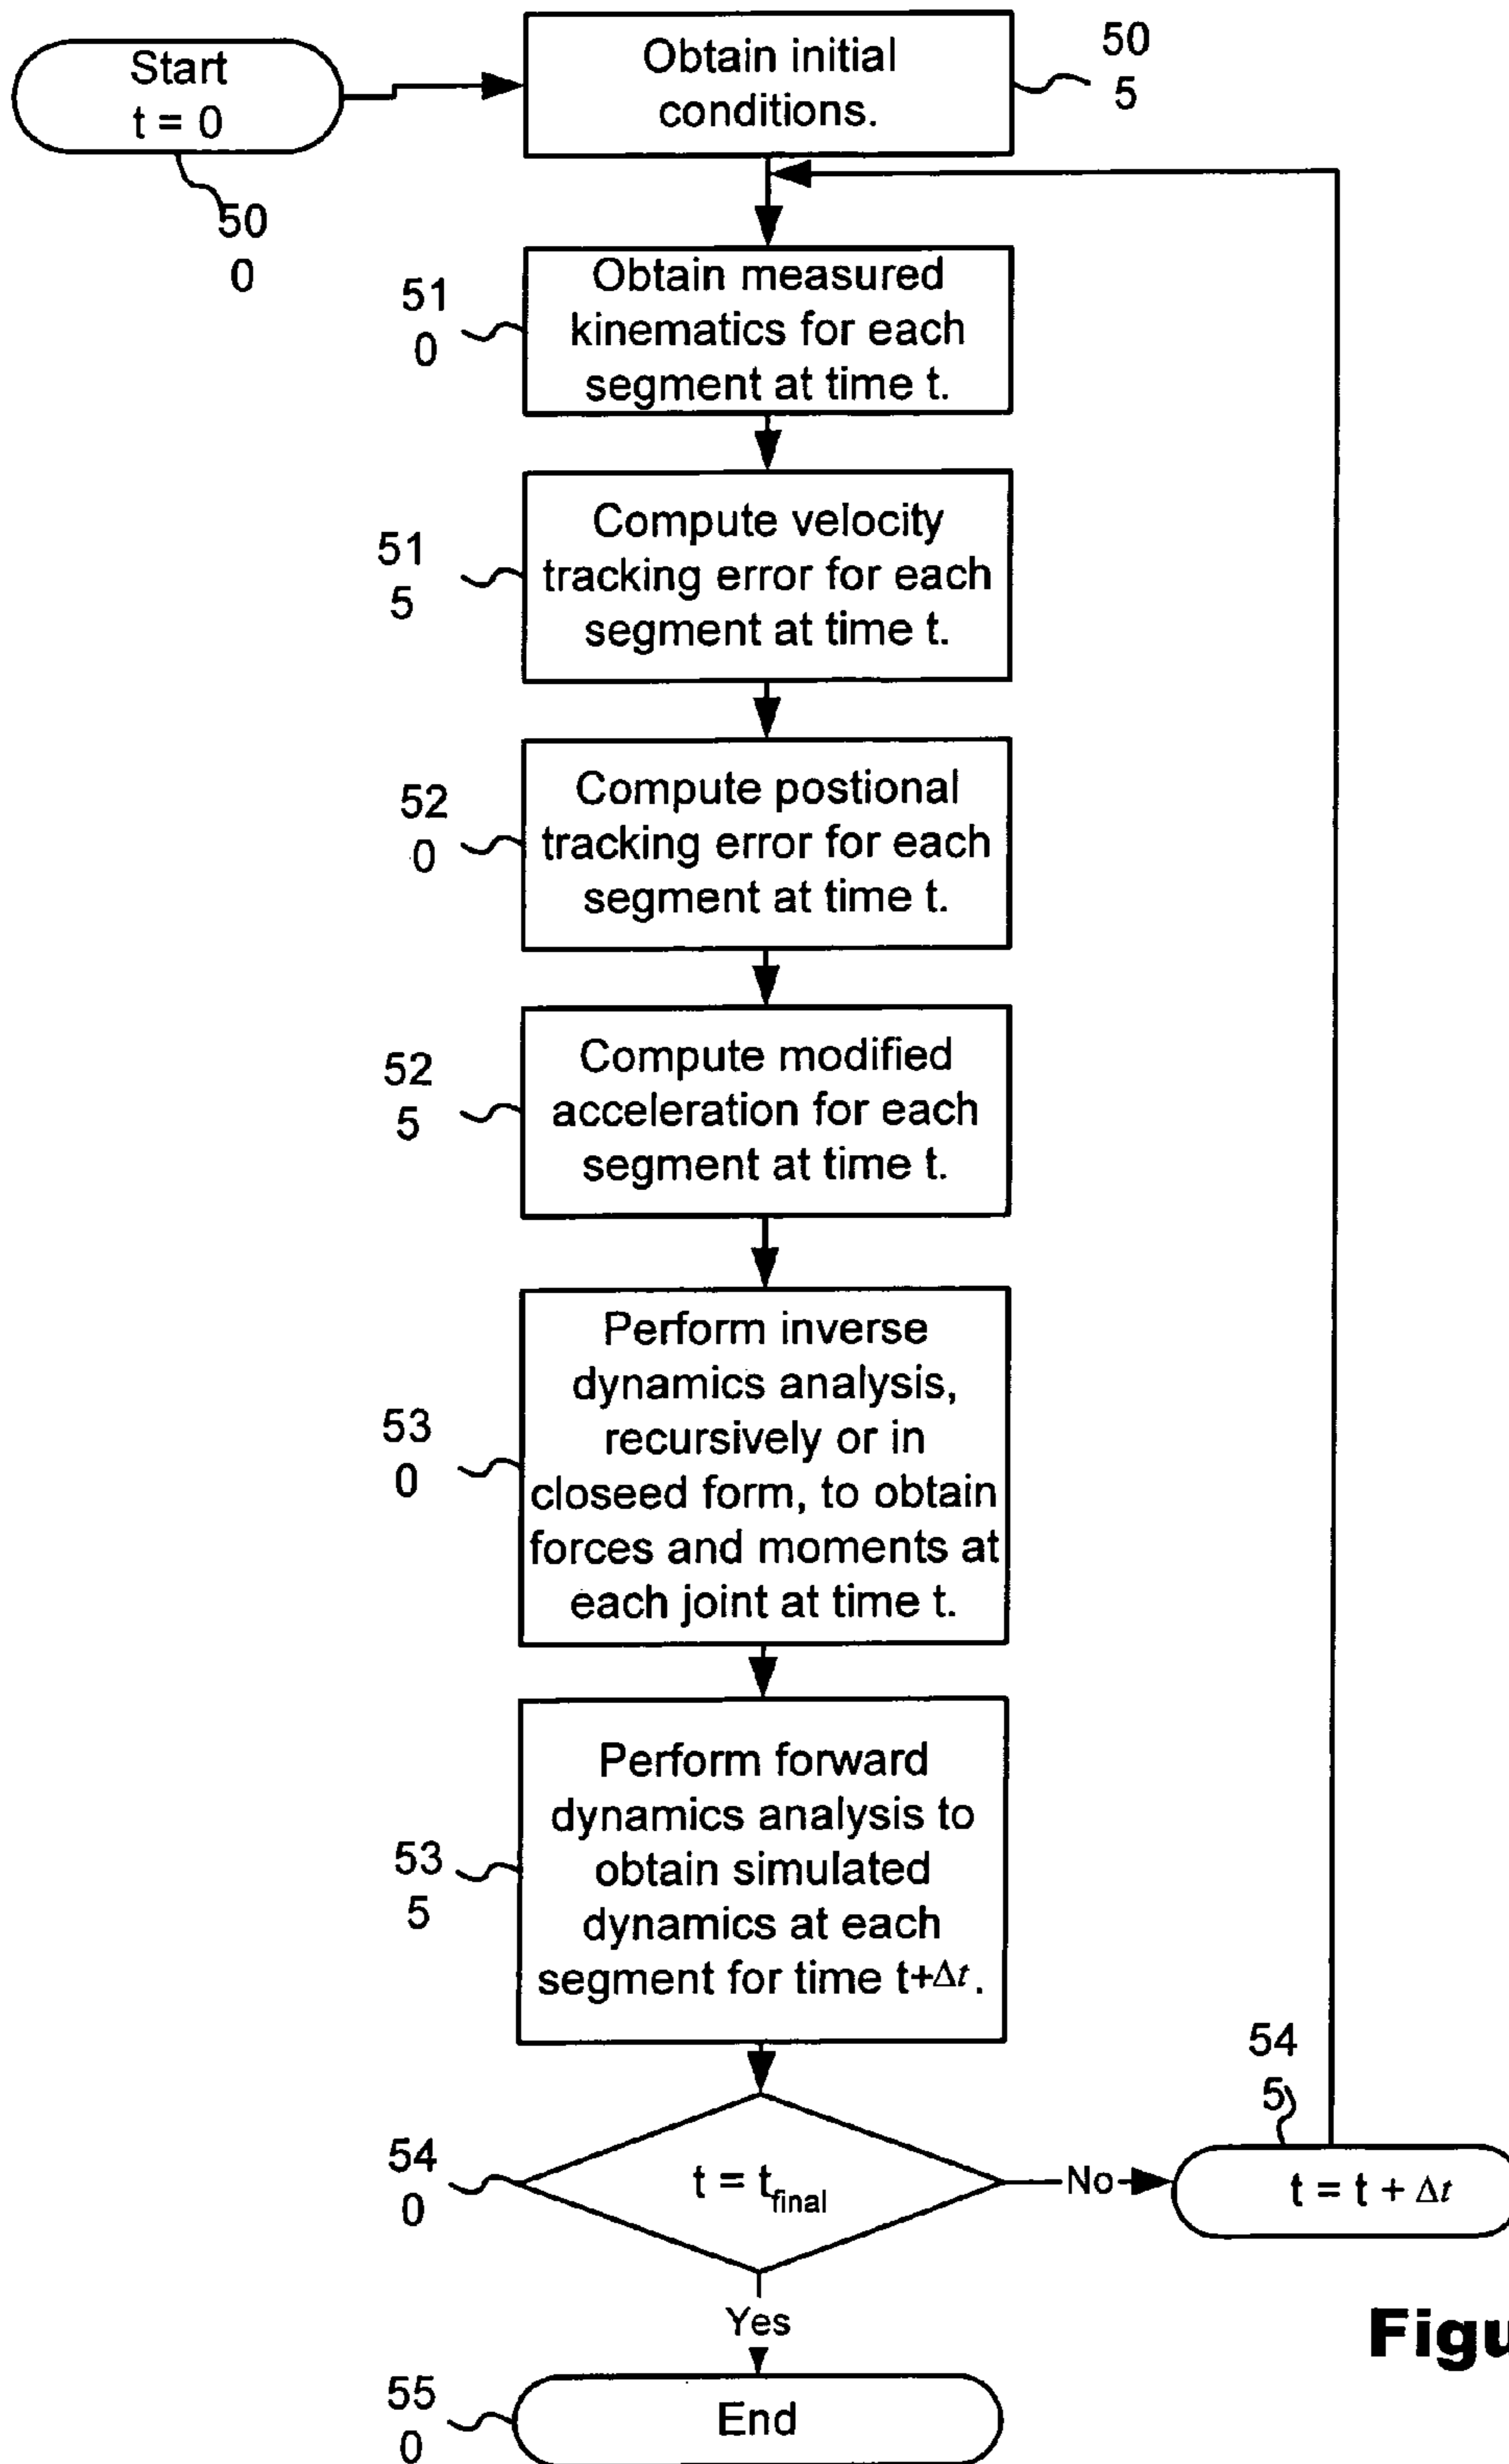 Start
t = 0
50
0
Obtain initial
conditions.
50
5
Obtain measured
kinematics for each
segment at time t.
51
0
Compute velocity
tracking error for each
segment at time t.
51
5
Compute postional
tracking error for each
segment at time t.
52
0
Compute modified
acceleration for each
segment at time t.
52
5
Perform inverse
dynamics analysis,
recursively or in
closeed form, to obtain
forces and moments at
each joint at time t.
53
0
Perform forward
dynamics analysis to
obtain simulated
dynamics at each
segment for time t+Δt.
53
5
t = tfinal
54
0
No
t = t + Δt
54
5
Yes
End
55
0
Figu